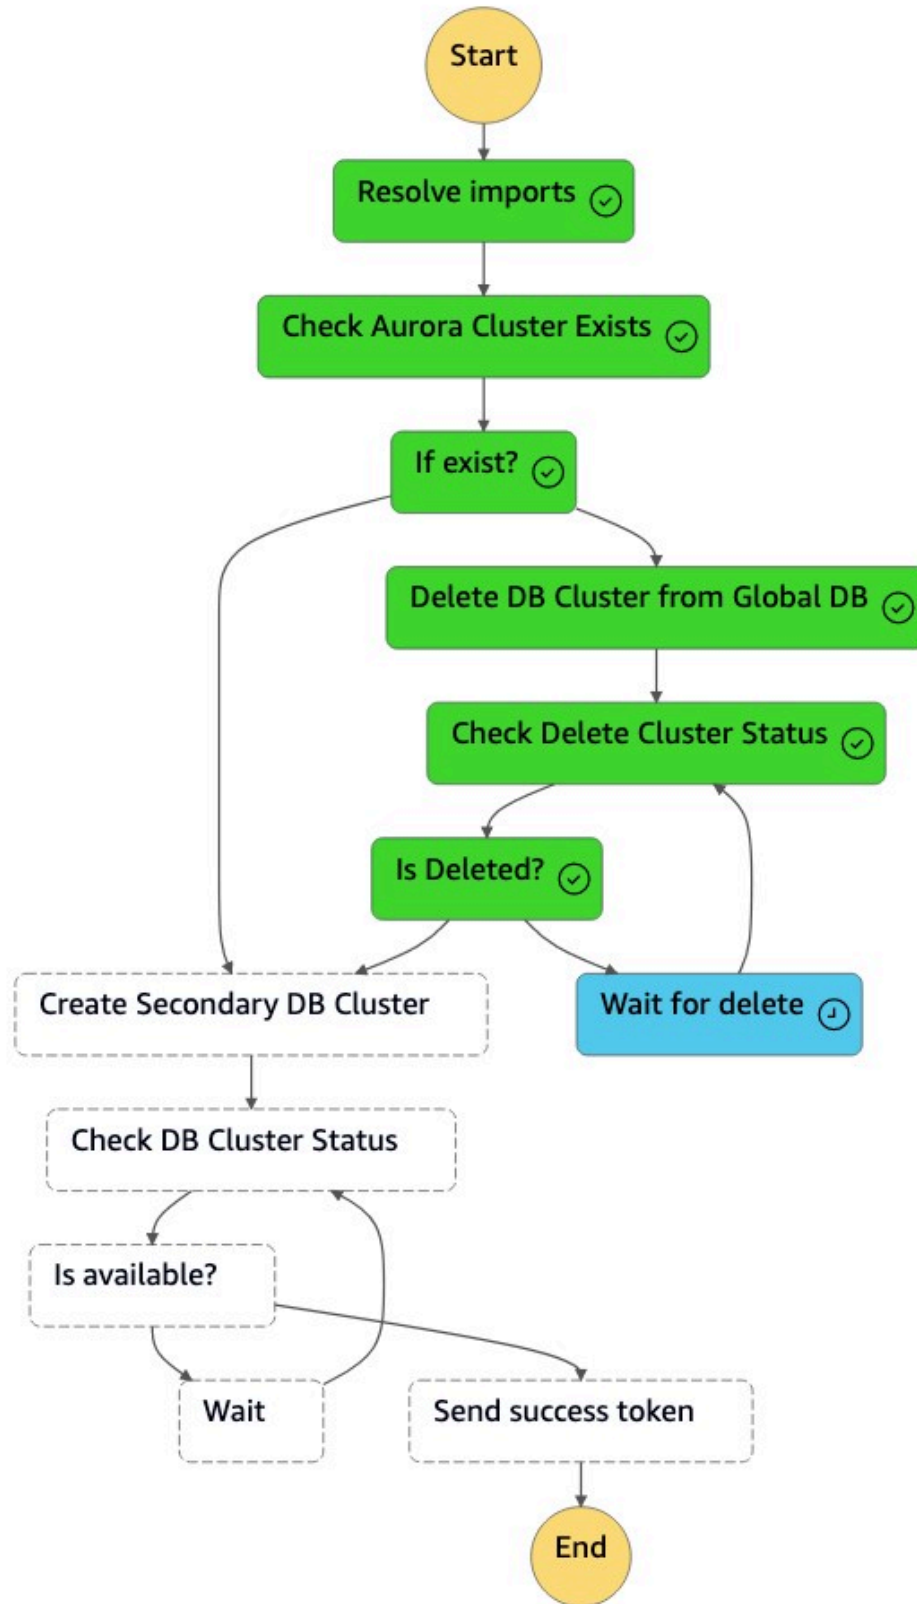 Start
Resolve imports
Check Aurora Cluster Exists
If exist?
Delete DB Cluster from Global DB
Check Delete Cluster Status
Is Deleted?
Create Secondary DB Cluster
Wait for delete
Check DB Cluster Status
Is available?
Wait
Send success token
End